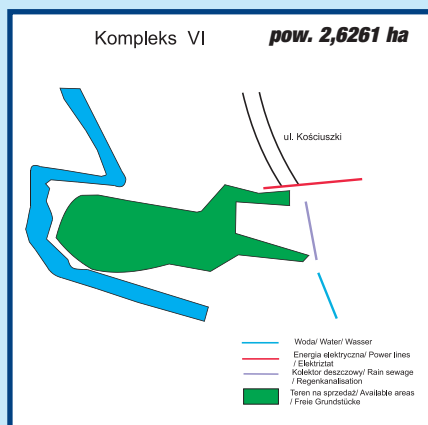 Kompleks VI
pow. 2,6261 ha
ul. Kościuszki
Woda/ Water/ Wasser
Energia elektryczna/ Power lines
/ Elektriztat
Kolektor deszczowy/ Rain sewage
/ Regenkanalisation
Teren na sprzedaż/ Available areas
/ Freie Grundstücke